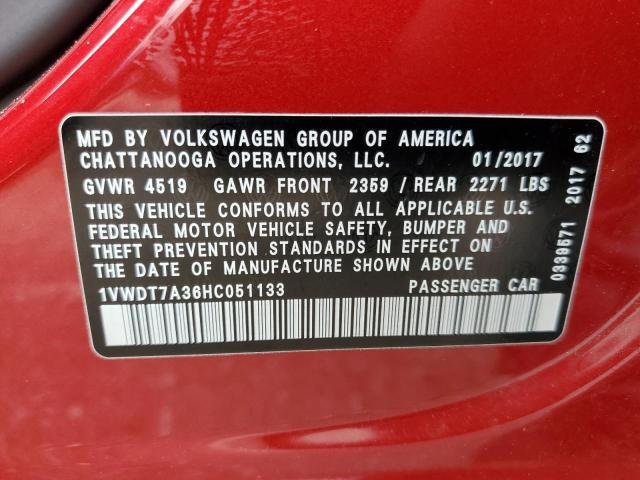 MFD BY VOLKSWAGEN GROUP OF AMERICA
CHATTANOOGA OPERATIONS, LLC. 01/2017
GVWR 4519 GAWR FRONT 2359 / REAR 2271 LBS
THIS VEHICLE CONFORMS TO ALL APPLICABLE U.S.
FEDERAL MOTOR VEHICLE SAFETY, BUMPER AND
THEFT PREVENTION STANDARDS IN EFFECT ON
THE DATE OF MANUFACTURE SHOWN ABOVE
1VWDT7A36HC051133 PASSENGER CAR
0339571 2017 62